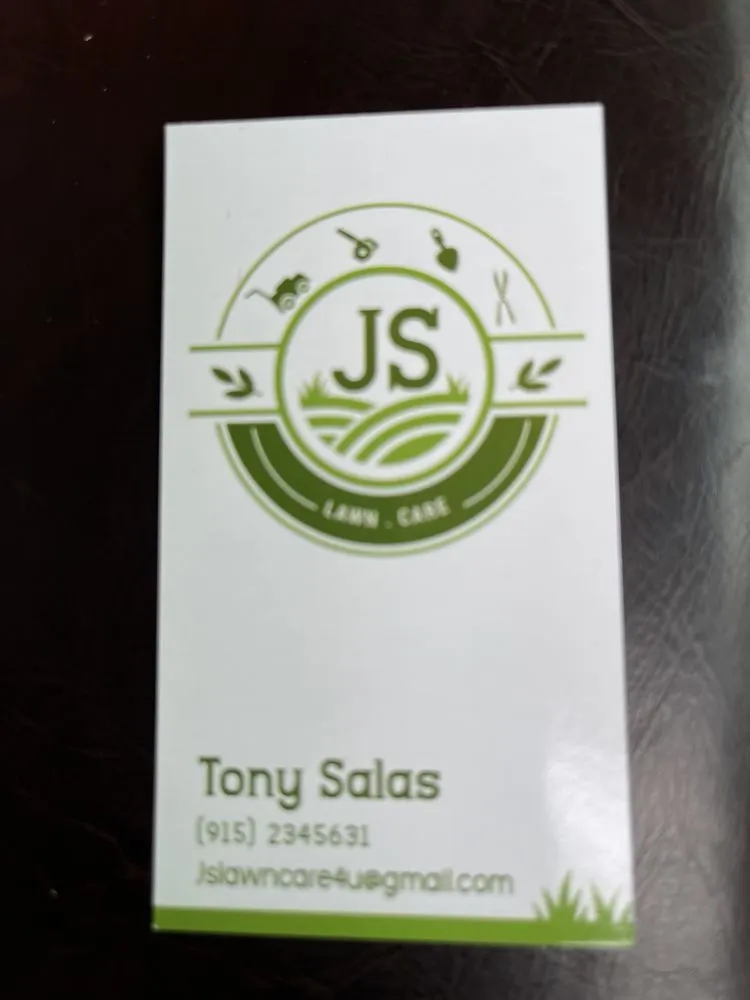 JS
LAWN . CARE
Tony Salas
(915) 2345631
Jslawncare4u@gmail.com